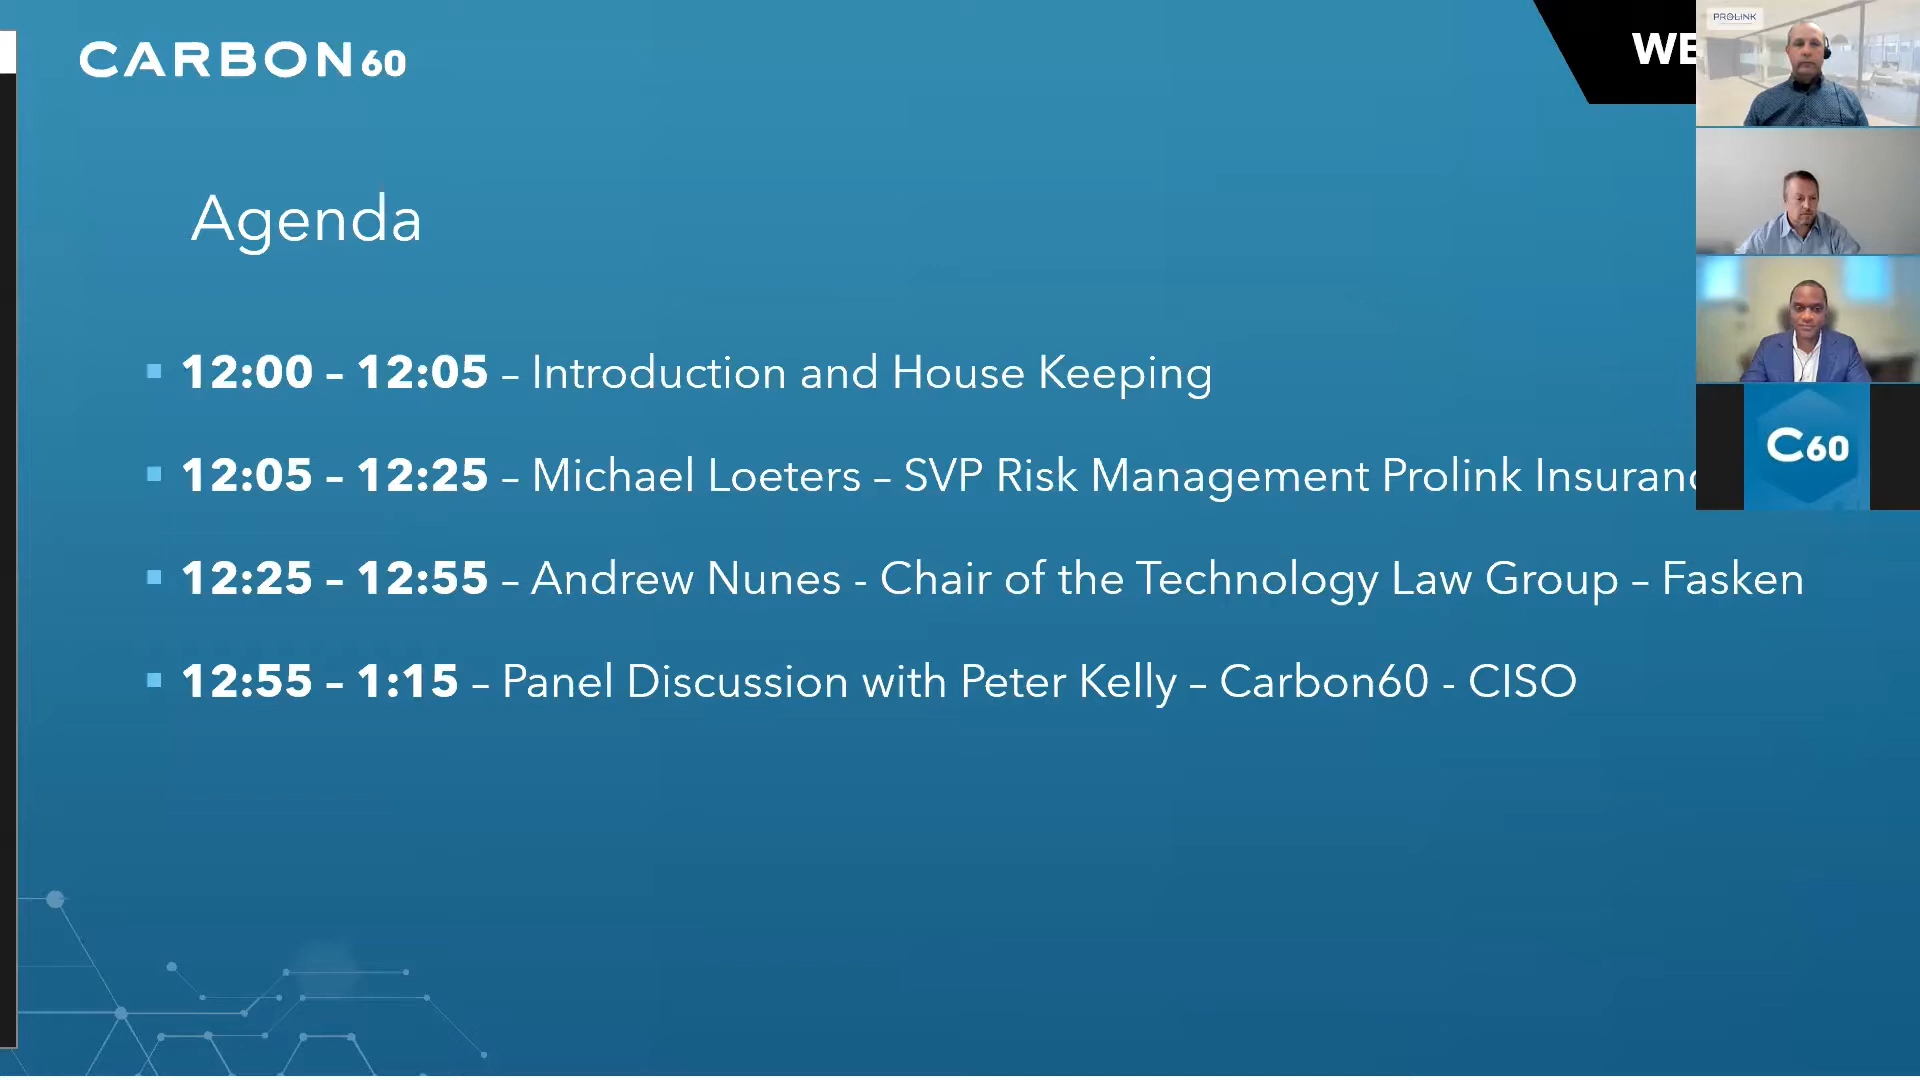 CARBON60
WE
PROLINK
Agenda
12:00 – 12:05 – Introduction and House Keeping
12:05 – 12:25 – Michael Loeters – SVP Risk Management Prolink Insuranc
C60
12:25 – 12:55 – Andrew Nunes - Chair of the Technology Law Group – Fasken
12:55 – 1:15 – Panel Discussion with Peter Kelly – Carbon60 - CISO